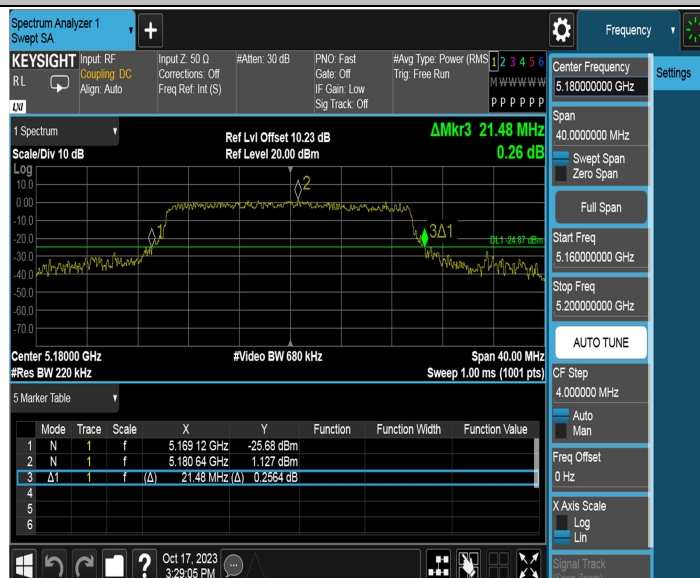 Spectrum Analyzer 1
Swept SA
+
Frequency
KEYSIGHT
RL
LXI
Input: RF
Coupling: DC
Align: Auto
Input Z: 50 Ω
Corrections: Off
Freq Ref: Int (S)
#Atten: 30 dB
PNO: Fast
Gate: Off
IF Gain: Low
Sig Track: Off
#Avg Type: Power (RMS
Trig: Free Run
1 2 3 4 5 6
M W W W W W
P P P P P P
1 Spectrum
Scale/Div 10 dB
Log
Ref Lvl Offset 10.23 dB
Ref Level 20.00 dBm
ΔMkr3 21.48 MHz
0.26 dB
10.0
0.00
-10.0
-20.0
-30.0
-40.0
-50.0
-60.0
-70.0
1
2
3Δ1
DL1 -24.87 dBm
Center 5.18000 GHz
#Res BW 220 kHz
#Video BW 680 kHz
Span 40.00 MHz
Sweep 1.00 ms (1001 pts)
5 Marker Table
Mode Trace Scale X Y Function Function Width Function Value
1 N 1 f 5.169 12 GHz -25.68 dBm
2 N 1 f 5.180 64 GHz 1.127 dBm
3 Δ1 1 f (Δ) 21.48 MHz (Δ) 0.2564 dB
4
5
6
?
Oct 17, 2023
3:29:05 PM
Center Frequency
5.180000000 GHz
Settings
Span
40.0000000 MHz
Swept Span
Zero Span
Full Span
Start Freq
5.160000000 GHz
Stop Freq
5.200000000 GHz
AUTO TUNE
CF Step
4.000000 MHz
Auto
Man
Freq Offset
0 Hz
X Axis Scale
Log
Lin
Signal Track